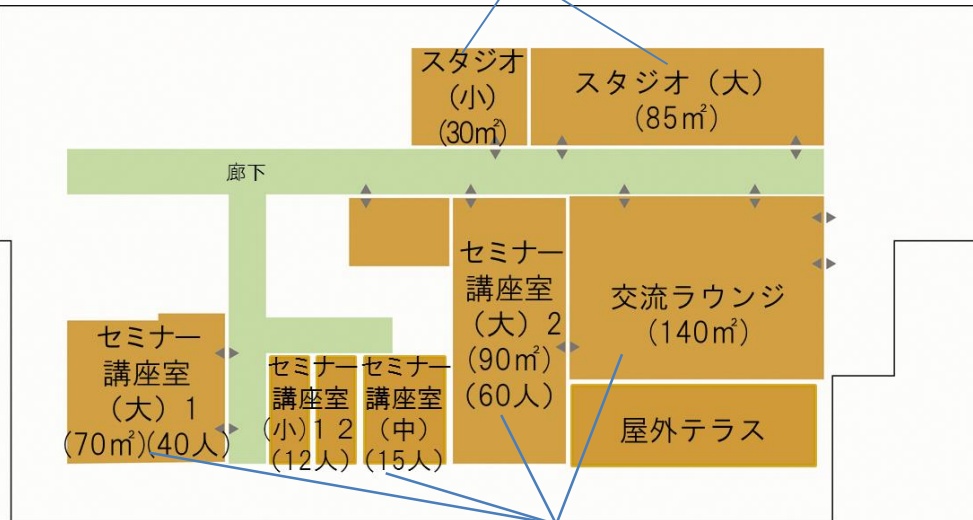 スタジオ
(小)
(30㎡)
スタジオ（大）
(85㎡)
廊下
セミナー
講座室
（大）2
(90㎡)
(60人)
交流ラウンジ
(140㎡)
セミナー
講座室
（大）1
(70㎡)(40人)
セミナー
講座室
(小)1 2
(12人)
セミナー
講座室
（中）
(15人)
屋外テラス